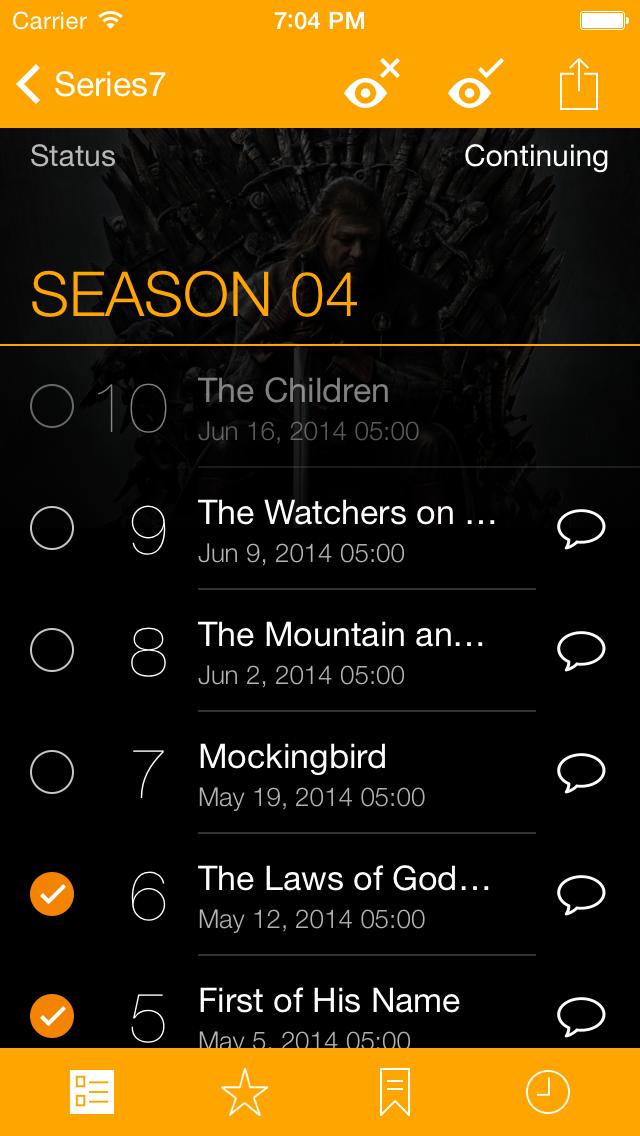 Carrier 7:04 PM
Series7
Status Continuing
SEASON 04
10 The Children
Jun 16, 2014 05:00
9 The Watchers on ...
Jun 9, 2014 05:00
8 The Mountain an...
Jun 2, 2014 05:00
7 Mockingbird
May 19, 2014 05:00
6 The Laws of God...
May 12, 2014 05:00
5 First of His Name
May 5, 2014 05:00